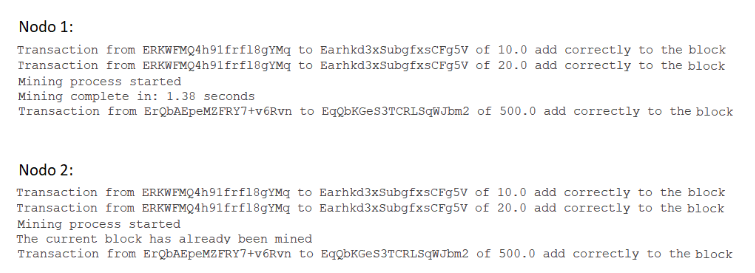 Nodo 1:
Transaction from ERKWFMQ4h91frfl8gYMq to Earhkd3xSubgfxsCFg5V of 10.0 add correctly to the block
Transaction from ERKWFMQ4h91frfl8gYMq to Earhkd3xSubgfxsCFg5V of 20.0 add correctly to the block
Mining process started
Mining complete in: 1.38 seconds
Transaction from ErQbAEpeMZFRY7+v6Rvn to EqQbKGeS3TCRLSqWJbm2 of 500.0 add correctly to the block
Nodo 2:
Transaction from ERKWFMQ4h91frfl8gYMq to Earhkd3xSubgfxsCFg5V of 10.0 add correctly to the block
Transaction from ERKWFMQ4h91frfl8gYMq to Earhkd3xSubgfxsCFg5V of 20.0 add correctly to the block
Mining process started
The current block has already been mined
Transaction from ErQbAEpeMZFRY7+v6Rvn to EqQbKGeS3TCRLSqWJbm2 of 500.0 add correctly to the block